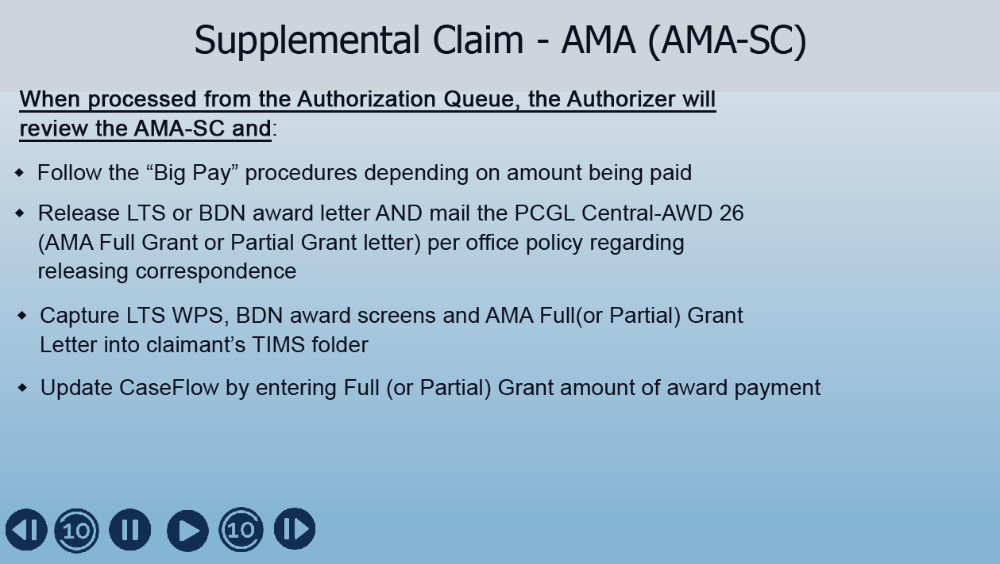 Supplemental Claim - AMA (AMA-SC)
When processed from the Authorization Queue, the Authorizer will
review the AMA-SC and:
Follow the “Big Pay” procedures depending on amount being paid
Release LTS or BDN award letter AND mail the PCGL Central-AWD 26
(AMA Full Grant or Partial Grant letter) per office policy regarding
releasing correspondence
Capture LTS WPS, BDN award screens and AMA Full(or Partial) Grant
Letter into claimant’s TIMS folder
Update CaseFlow by entering Full (or Partial) Grant amount of award payment
10
10